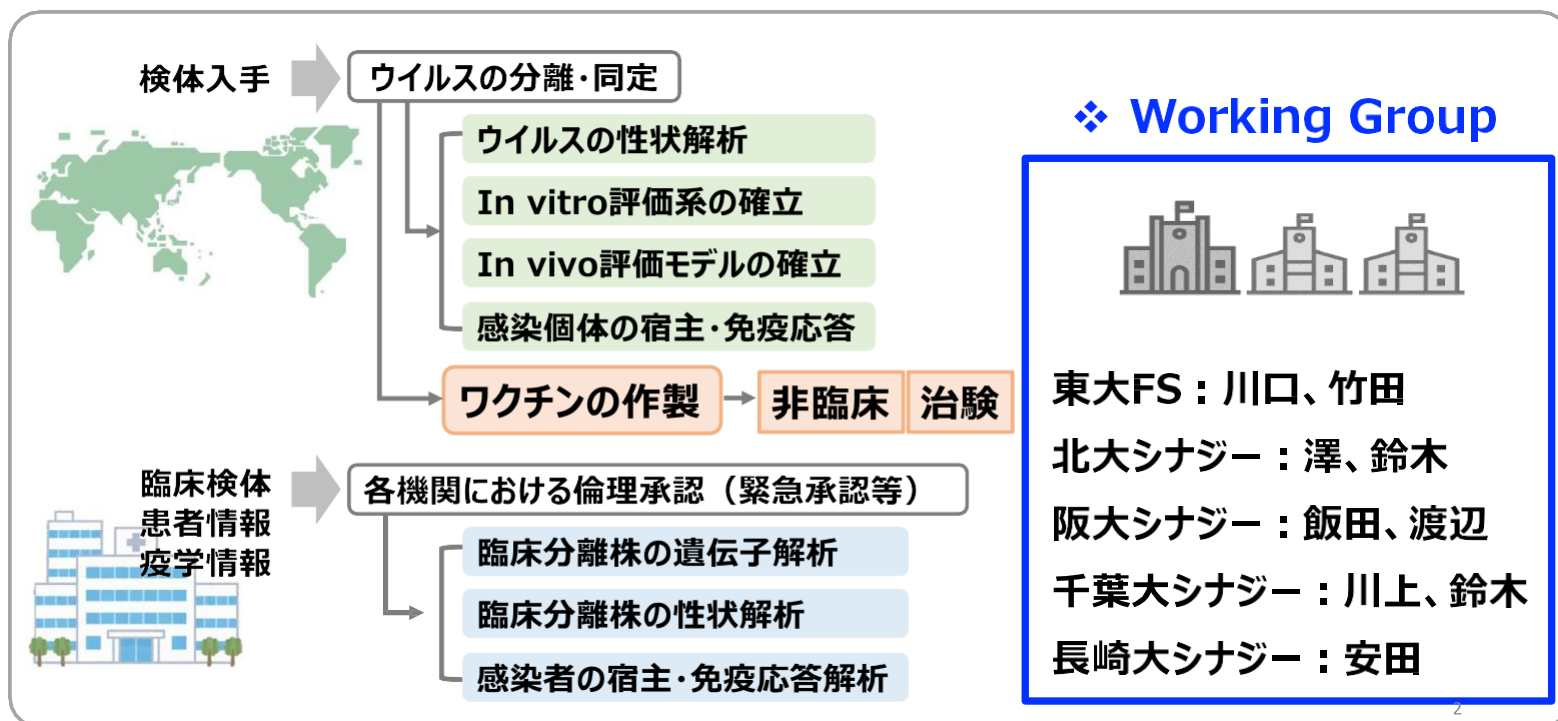 検体入手
ウイルスの分離・同定
ウイルスの性状解析
In vitro評価系の確立
In vivo評価モデルの確立
感染個体の宿主・免疫応答
ワクチンの作製
非臨床
治験
臨床検体
患者情報
疫学情報
各機関における倫理承認（緊急承認等）
臨床分離株の遺伝子解析
臨床分離株の性状解析
感染者の宿主・免疫応答解析
❖ Working Group
東大FS：川口、竹田
北大シナジー：澤、鈴木
阪大シナジー：飯田、渡辺
千葉大シナジー：川上、鈴木
長崎大シナジー：安田
2